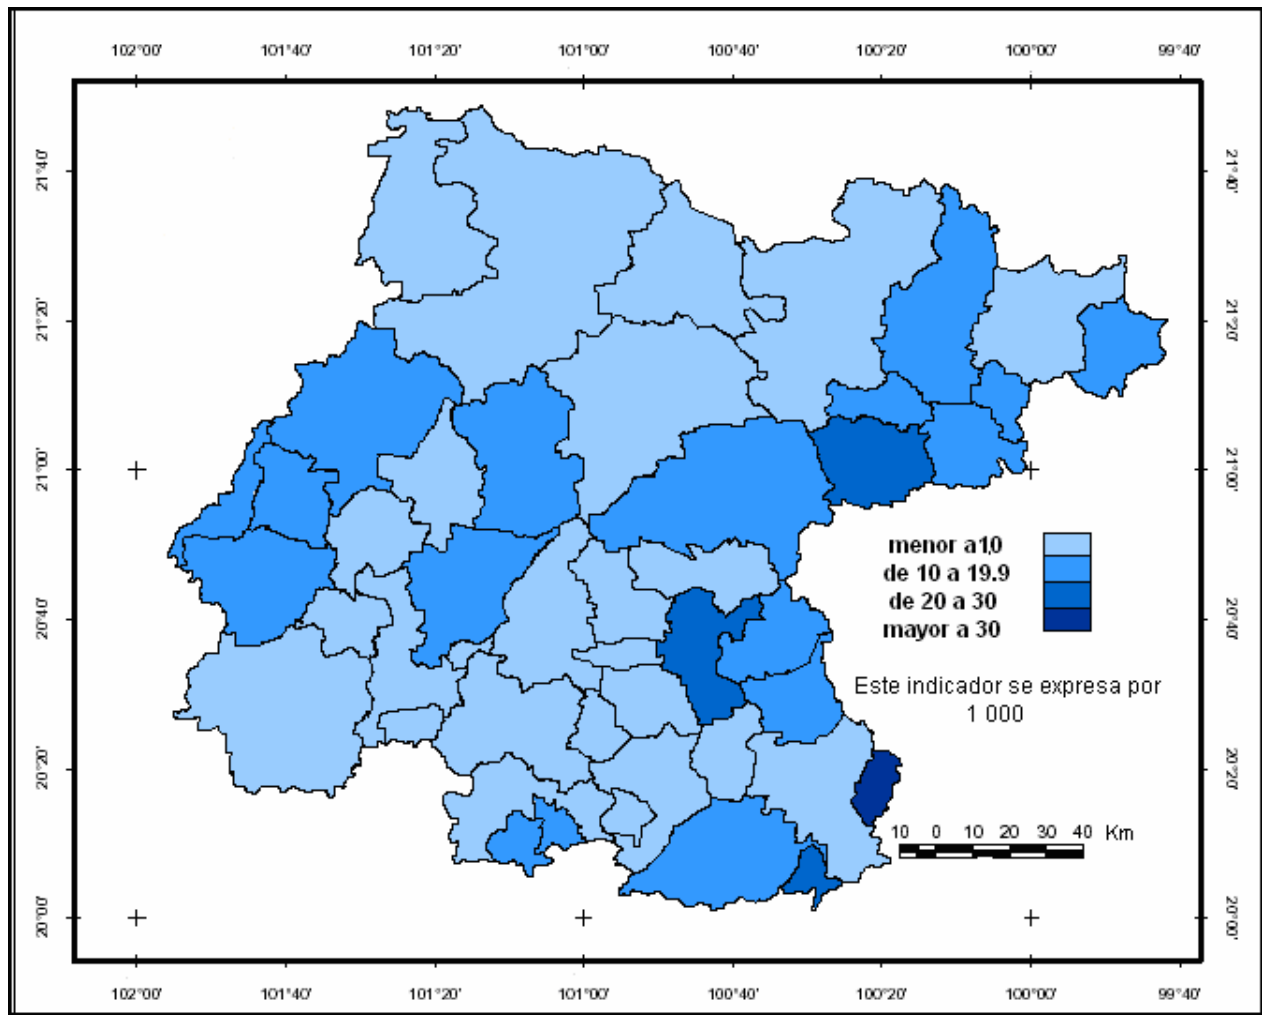 102°00' 101°40' 101°20' 101°00' 100°40' 100°20' 100°00' 99°40'
21°40' 21°40'
21°20' 21°20'
21°00' 21°00'
menor a 1,0
de 10 a 19.9
de 20 a 30
mayor a 30
20°40' 20°40'
Este indicador se expresa por
1 000
20°20' 20°20'
10 0 10 20 30 40 Km
20°00' 20°00'
102°00' 101°40' 101°20' 101°00' 100°40' 100°20' 100°00' 99°40'